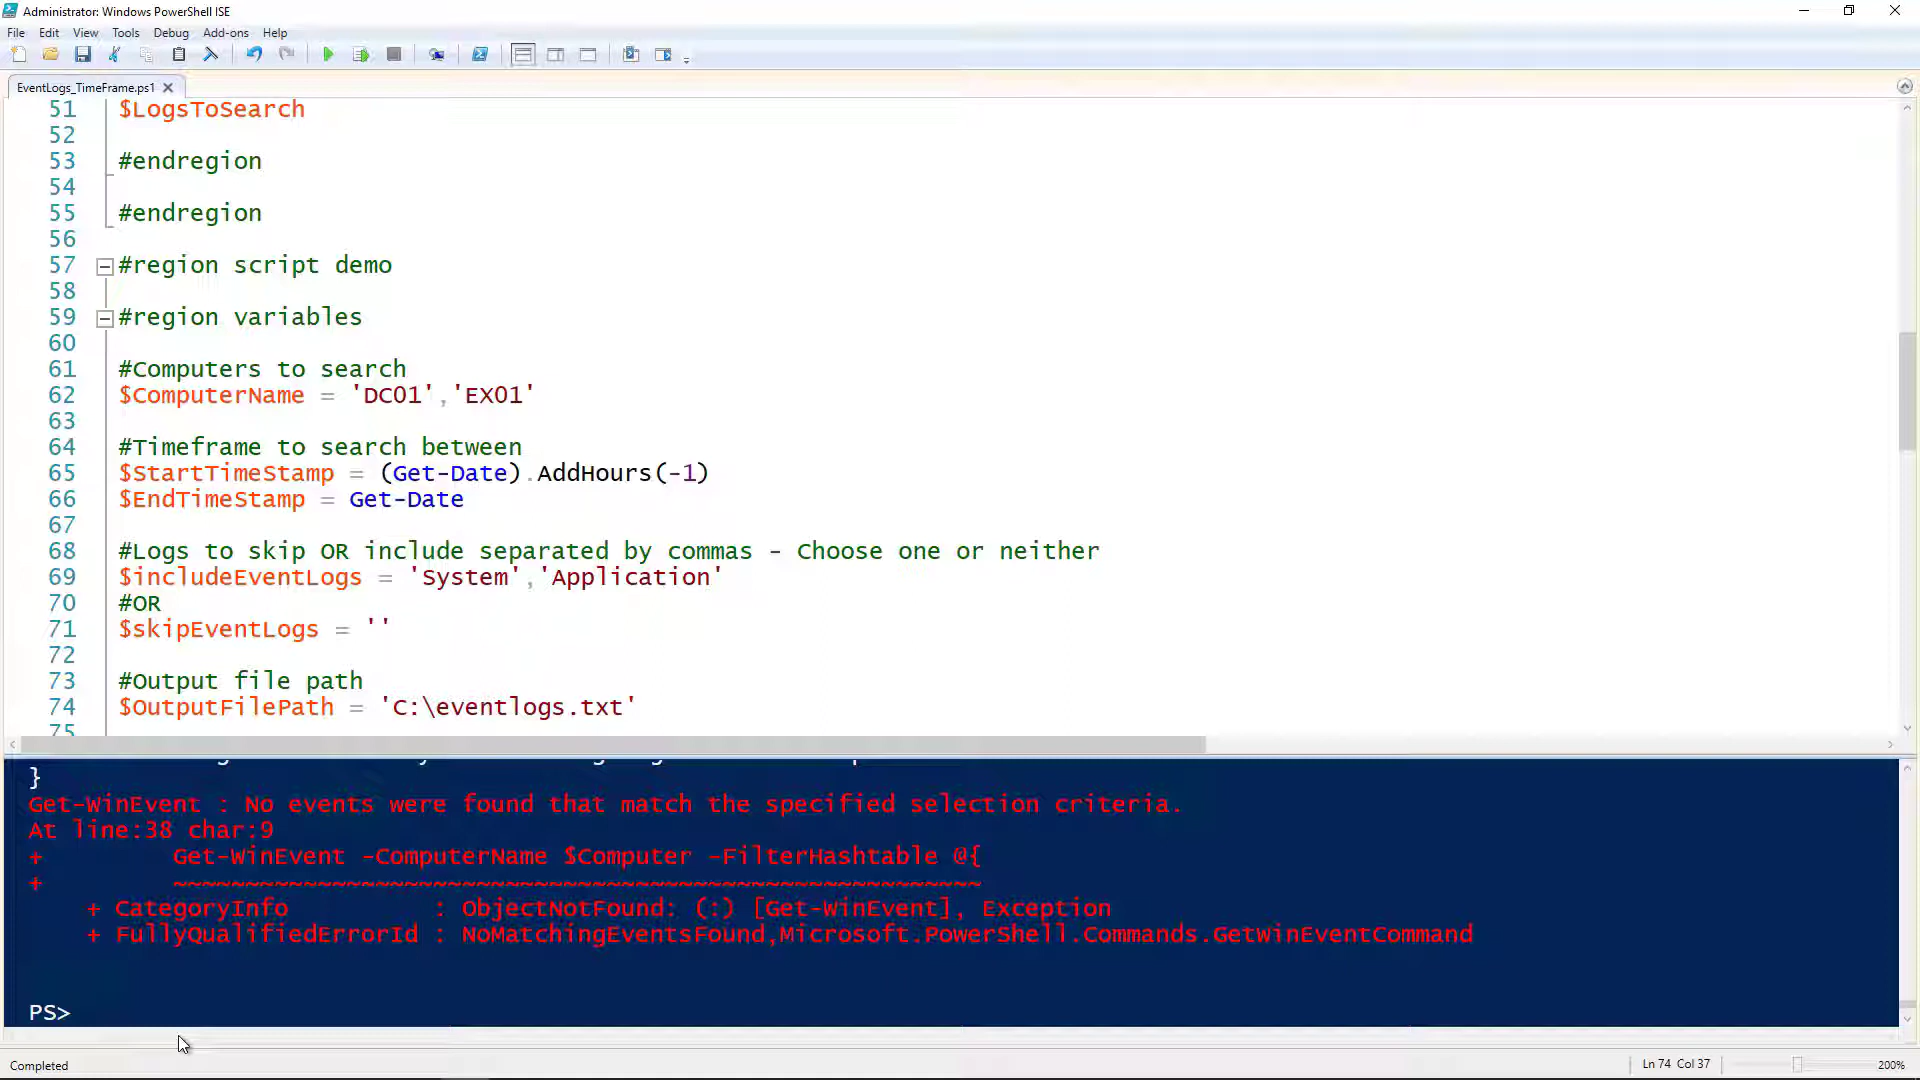 Administrator: Windows PowerShell ISE
File Edit View Tools Debug Add-ons Help
EventLogs_TimeFrame.ps1
51 $LogsToSearch
52
53 #endregion
54
55 #endregion
56
57 #region script demo
58
59 #region variables
60
61 #Computers to search
62 $ComputerName = 'DC01','EX01'
63
64 #Timeframe to search between
65 $StartTimeStamp = (Get-Date).AddHours(-1)
66 $EndTimeStamp = Get-Date
67
68 #Logs to skip OR include separated by commas - Choose one or neither
69 $includeEventLogs = 'System','Application'
70 #OR
71 $skipEventLogs = ''
72
73 #Output file path
74 $OutputFilePath = 'C:\eventlogs.txt'
75
}
Get-WinEvent : No events were found that match the specified selection criteria.
At line:38 char:9
+         Get-WinEvent -ComputerName $Computer -FilterHashtable @{
+         ~~~~~~~~~~~~~~~~~~~~~~~~~~~~~~~~~~~~~~~~~~~~~~~~~~~~~~~~
    + CategoryInfo          : ObjectNotFound: (:) [Get-WinEvent], Exception
    + FullyQualifiedErrorId : NoMatchingEventsFound,Microsoft.PowerShell.Commands.GetWinEventCommand
PS>
Completed Ln 74 Col 37 200%